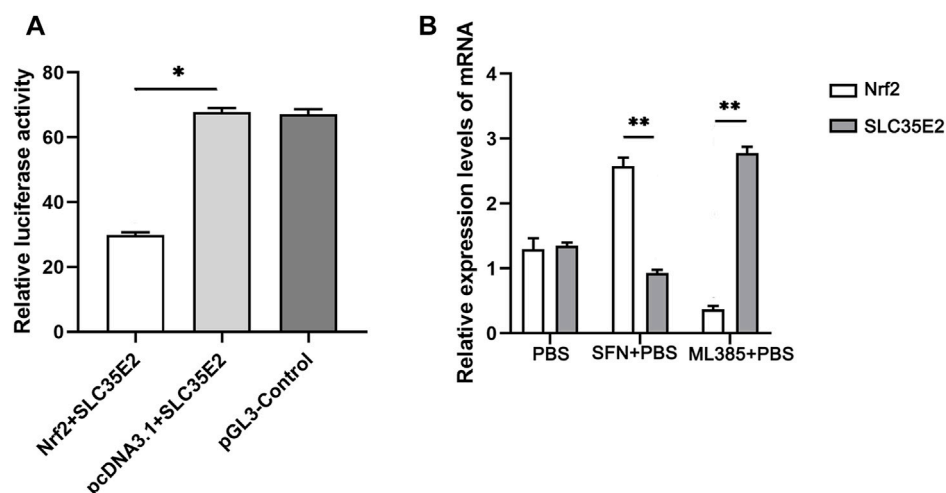 A
Relative luciferase activity
80
60
40
20
0
*
Nrf2+SLC35E2
pcDNA3.1+SLC35E2
pGL3-Control
B
Relative expression levels of mRNA
4
3
2
1
0
**
**
PBS
SFN+PBS
ML385+PBS
Nrf2
SLC35E2